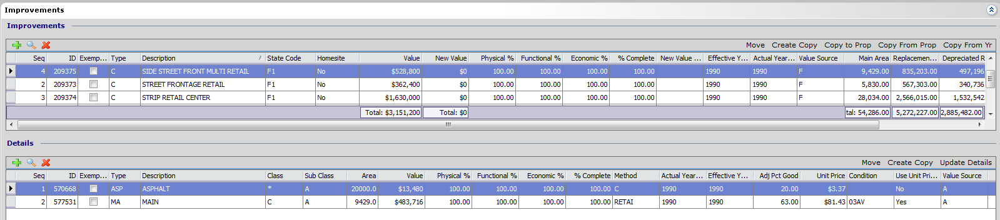 Improvements
Improvements
Move Create Copy Copy to Prop Copy From Prop Copy From Yr
Seq ID Exemp... Type Description State Code Homesite Value New Value Physical % Functional % Economic % % Complete New Value ... Effective Y... Actual Year... Value Source Main Area Replacemen... Depreciated R
4 209375 C SIDE STREET FRONT MULTI RETAIL F1 No $528,800 $0 100.00 100.00 100.00 100.00 1990 1990 F 9,429.00 835,203.00 497,196
2 209373 C STREET FRONTAGE RETAIL F1 No $362,400 $0 100.00 100.00 100.00 100.00 1990 1990 F 5,830.00 567,303.00 340,736
3 209374 C STRIP RETAIL CENTER F1 No $1,630,000 $0 100.00 100.00 100.00 100.00 1990 1990 F 28,034.00 2,566,015.00 1,532,542
Total: $3,151,200 Total: $0 tal: 54,286.00 5,272,227.00 2,885,482.00
Details
Move Create Copy Update Details
Seq ID Exemp... Type Description Class Sub Class Area Value Physical % Functional % Economic % % Complete Method Actual Year... Effective Y... Adj Pct Good Unit Price Condition Use Unit Pri... Value Source
1 570668 ASP ASPHALT * A 20000.0 $13,480 100.00 100.00 100.00 100.00 C 1990 1990 20.00 $3.37 No A
2 577531 MA MAIN C A 9429.0 $483,716 100.00 100.00 100.00 100.00 RETAI 1990 1990 63.00 $81.43 03AV Yes A